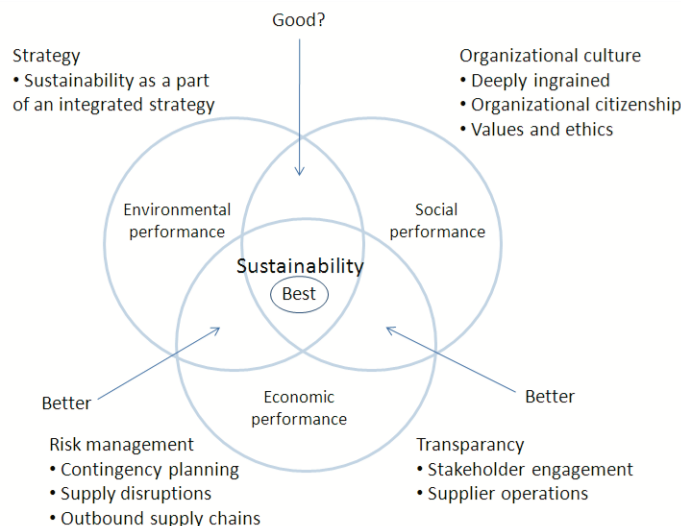 Good?
Strategy
• Sustainability as a part
of an integrated strategy
Organizational culture
• Deeply ingrained
• Organizational citizenship
• Values and ethics
Environmental
performance
Social
performance
Sustainability
Best
Economic
performance
Better
Better
Risk management
• Contingency planning
• Supply disruptions
• Outbound supply chains
Transparancy
• Stakeholder engagement
• Supplier operations